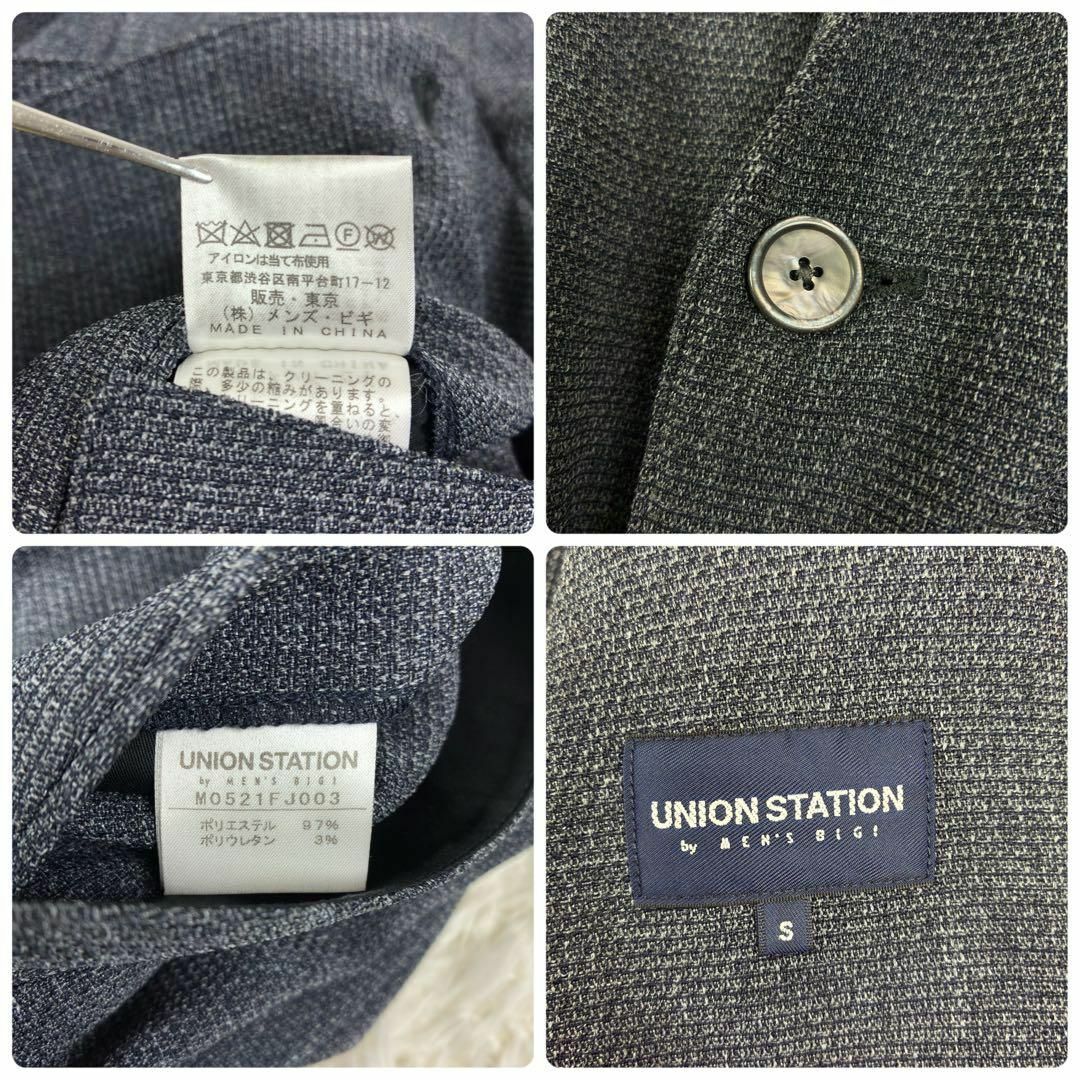 アイロンは当て布使用
東京都渋谷区南平台町17-12
販売・東京
(株) メンズ・ビギ
MADE IN CHINA
この製品は、クリーニングの
多少の縮みがあります。
リーニングを重ねると、
合いの変
UNION STATION
by MEN'S BIGI
M0521FJ003
ポリエステル 97%
ポリウレタン 3%
UNION STATION
by MEN'S BIGI
S